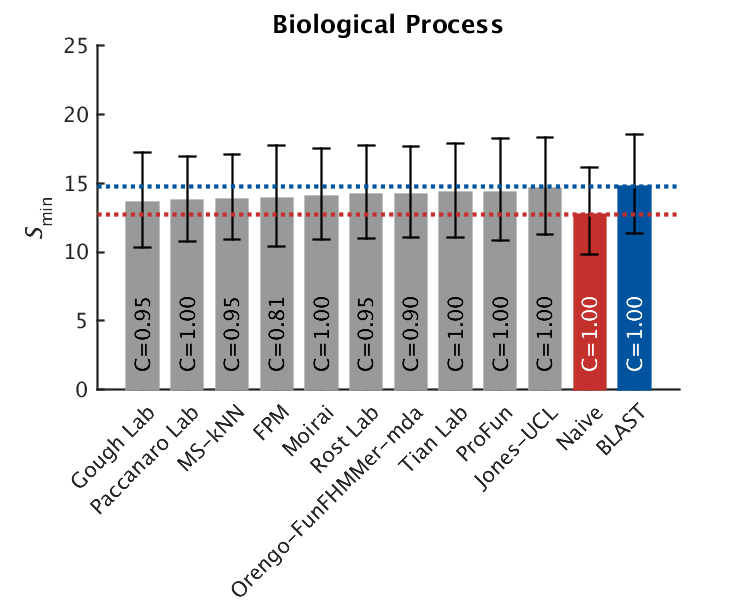 Biological Process
25
20
15
10
5
0
Smin
C=0.95
C=1.00
C=0.95
C=0.81
C=1.00
C=0.95
C=0.90
C=1.00
C=1.00
C=1.00
C=1.00
C=1.00
Gough Lab
Paccanaro Lab
MS-kNN
FPM
Moirai
Rost Lab
Orengo-FunFHMMer-mda
Tian Lab
ProFun
Jones-UCL
Naive
BLAST